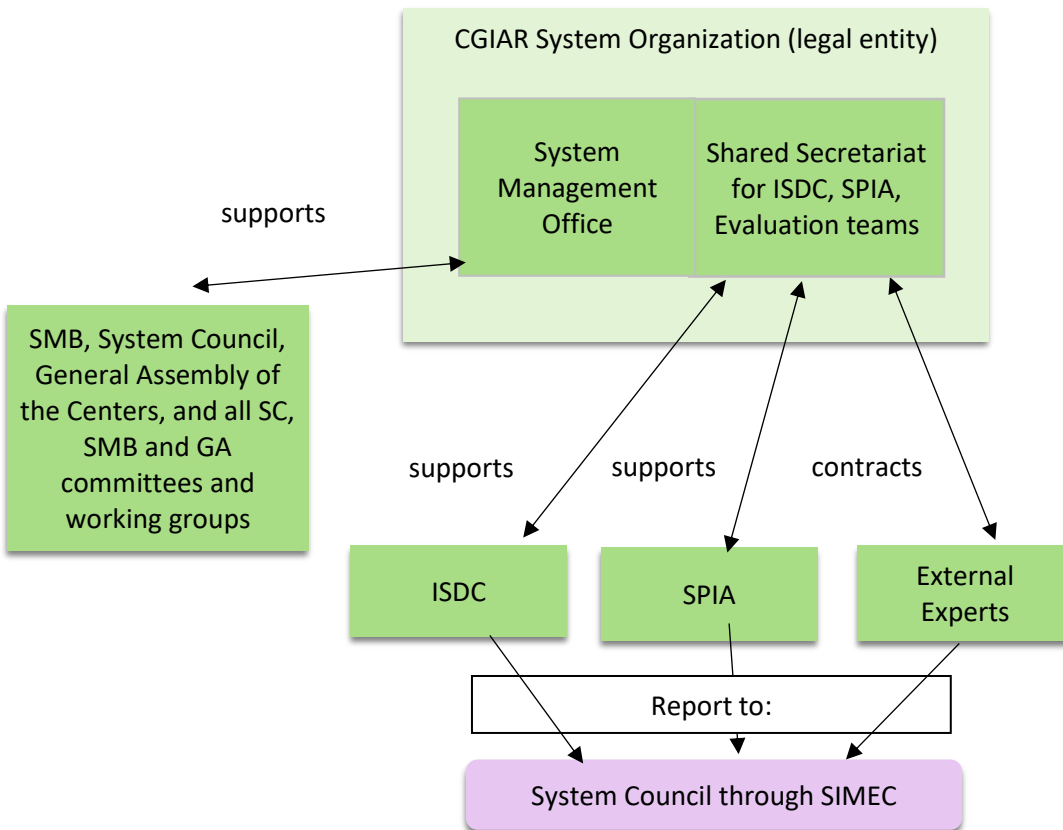 CGIAR System Organization (legal entity)
System
Management
Office
Shared Secretariat
for ISDC, SPIA,
Evaluation teams
supports
SMB, System Council,
General Assembly of
the Centers, and all SC,
SMB and GA
committees and
working groups
supports
supports
contracts
ISDC
SPIA
External
Experts
Report to:
System Council through SIMEC